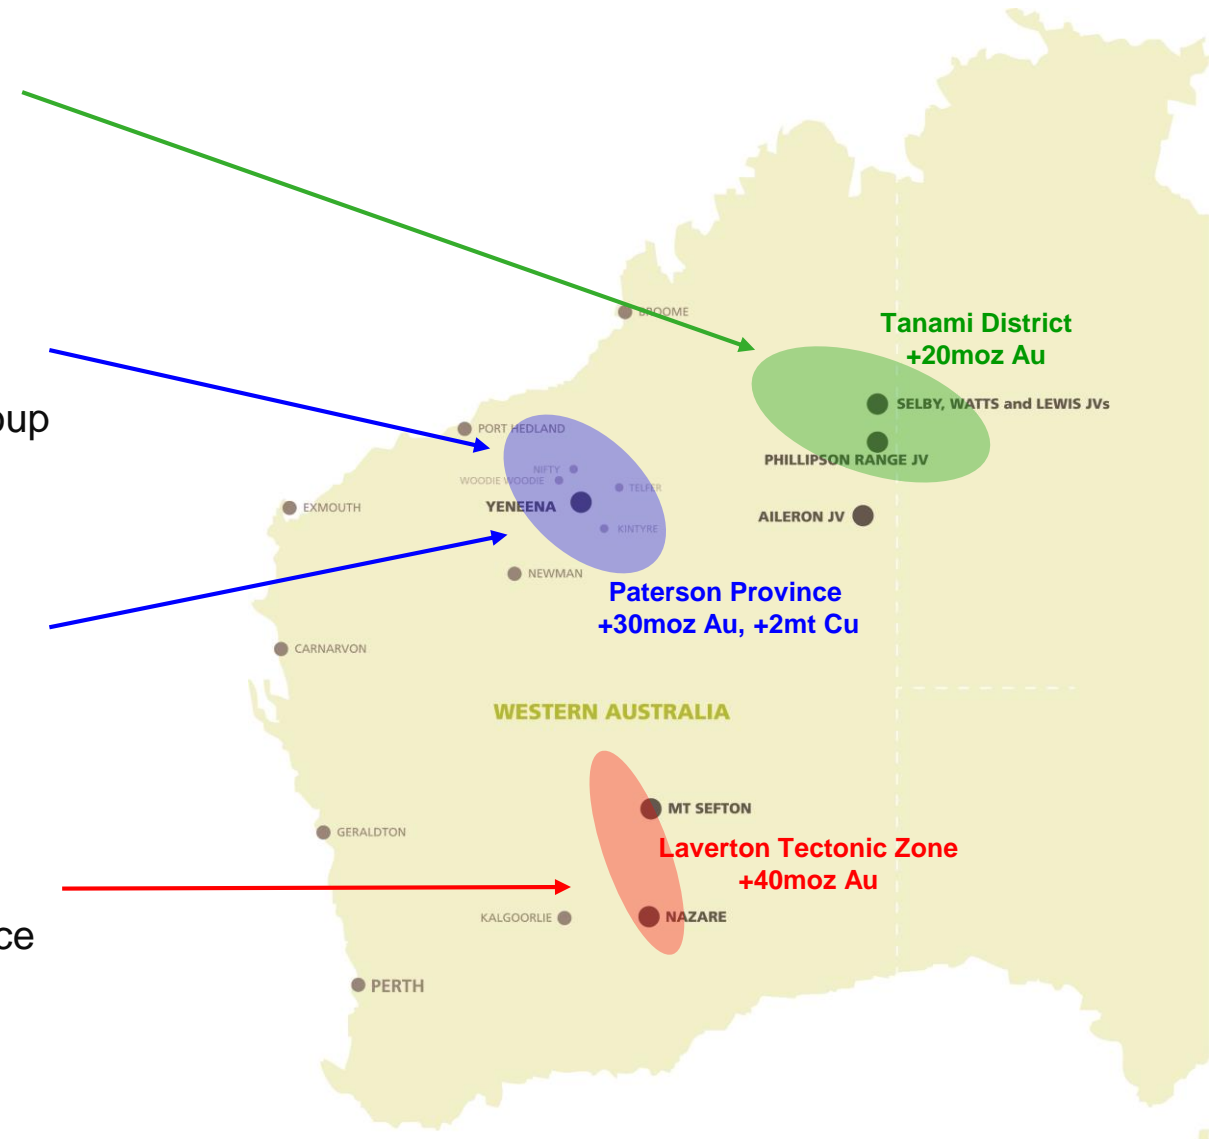 BROOME
Tanami District
+20moz Au
SELBY, WATTS and LEWIS JVs
oup
PORT HEDLAND
PHILLIPSON RANGE JV
NIFTY
WOODIE WOODIE
TELFER
YENEENA
EXMOUTH
AILERON JV
KINTYRE
NEWMAN
Paterson Province
+30moz Au, +2mt Cu
CARNARVON
WESTERN AUSTRALIA
MT SEFTON
GERALDTON
Laverton Tectonic Zone
+40moz Au
KALGOORLIE
NAZARE
ce
PERTH